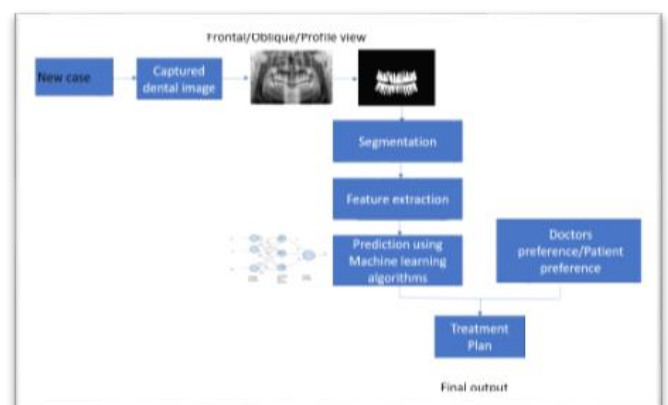 Frontal/Oblique/Profile view
New case
Captured
dental image
Segmentation
Feature extraction
Prediction using
Machine learning
algorithms
Doctors
preference/Patient
preference
Treatment
Plan
Final output